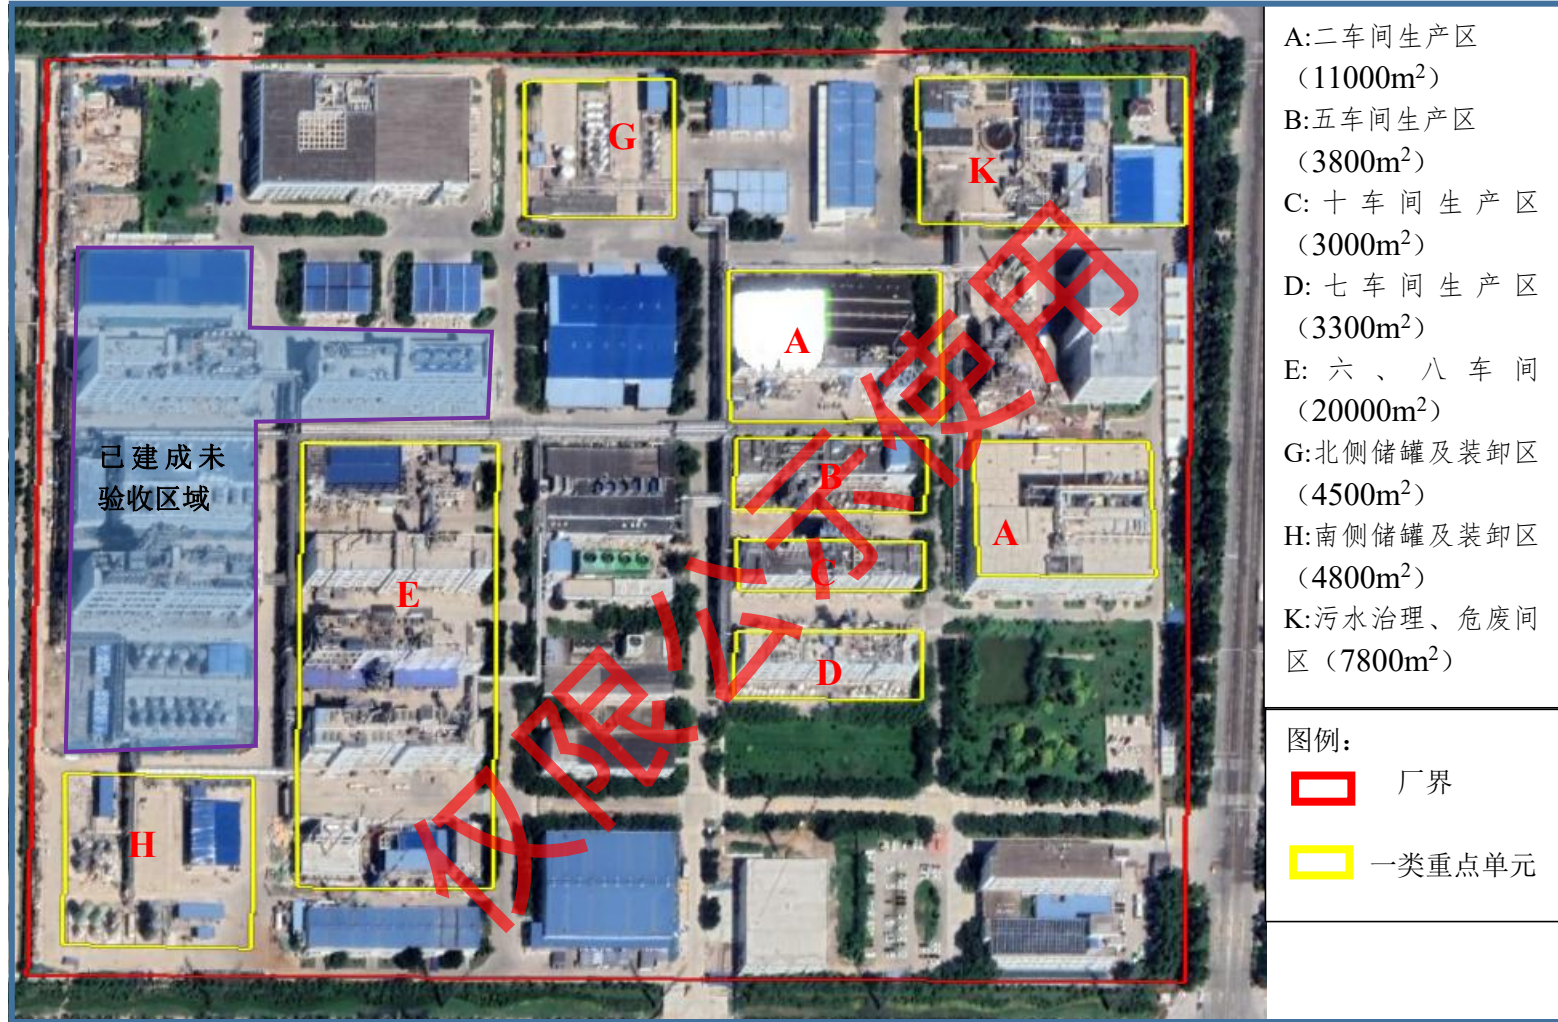 G
K
A
B
A
C
D
E
H
已建成未
验收区域
仅限公示使用
A:二车间生产区
（11000m²）
B:五车间生产区
（3800m²）
C:十车间生产区
（3000m²）
D:七车间生产区
（3300m²）
E:六、八车间
（20000m²）
G:北侧储罐及装卸区
（4500m²）
H:南侧储罐及装卸区
（4800m²）
K:污水治理、危废间
区（7800m²）
图例：
厂界
一类重点单元